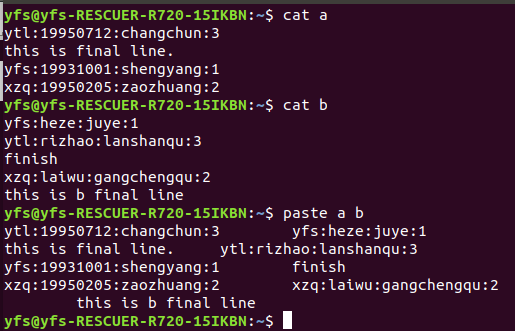 yfs@yfs-RESCUER-R720-15IKBN:~$ cat a
ytl:19950712:changchun:3
this is final line.
yfs:19931001:shengyang:1
xzq:19950205:zaozhuang:2
yfs@yfs-RESCUER-R720-15IKBN:~$ cat b
yfs:heze:juye:1
ytl:rizhao:lanshanqu:3
finish
xzq:laiwu:gangchengqu:2
this is b final line
yfs@yfs-RESCUER-R720-15IKBN:~$ paste a b
ytl:19950712:changchun:3 yfs:heze:juye:1
this is final line. ytl:rizhao:lanshanqu:3
yfs:19931001:shengyang:1 finish
xzq:19950205:zaozhuang:2 xzq:laiwu:gangchengqu:2
this is b final line
yfs@yfs-RESCUER-R720-15IKBN:~$